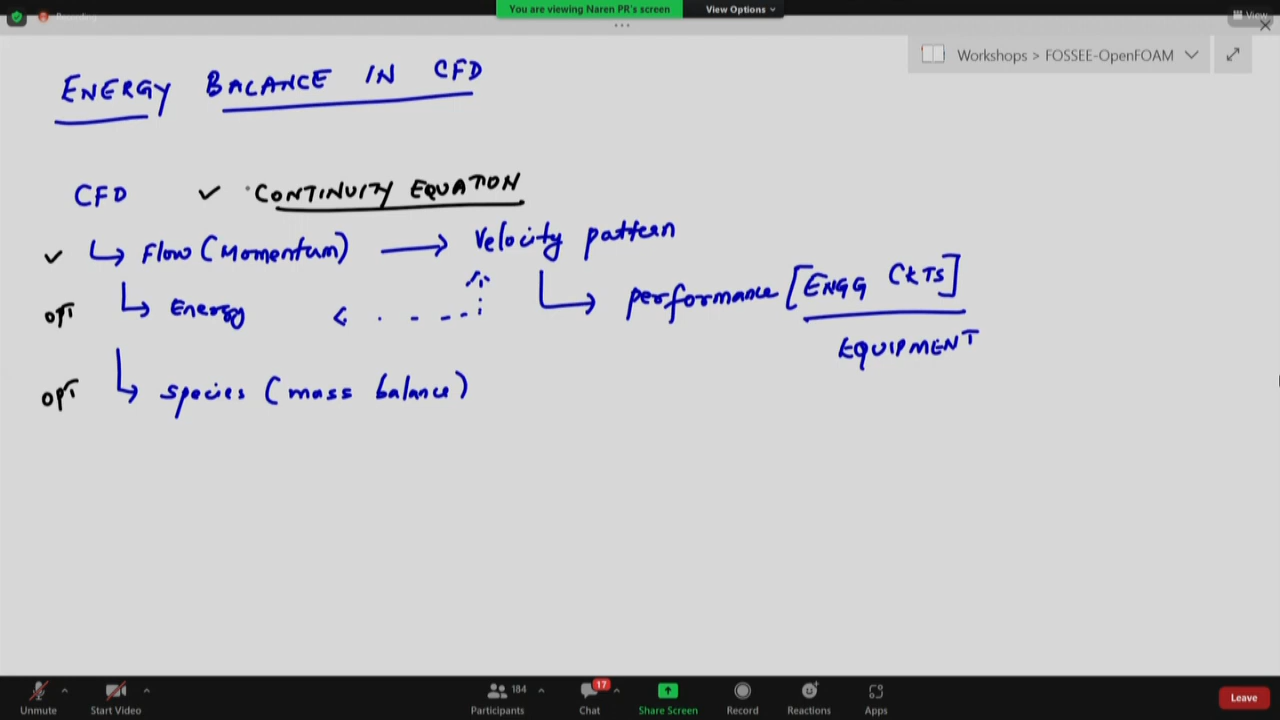 Recording
You are viewing Naren PR's screen
View Options
View
Workshops > FOSSEE-OpenFOAM
ENERGY BALANCE IN CFD
CFD ✓ CONTINUITY EQUATION
✓ Flow (Momentum) → Velocity pattern
performance [ENGG CKTS]
EQUIPMENT
OPT Energy
OPT species (mass balance)
Unmute
Start Video
Participants 184
Chat 17
Share Screen
Record
Reactions
Apps
Leave